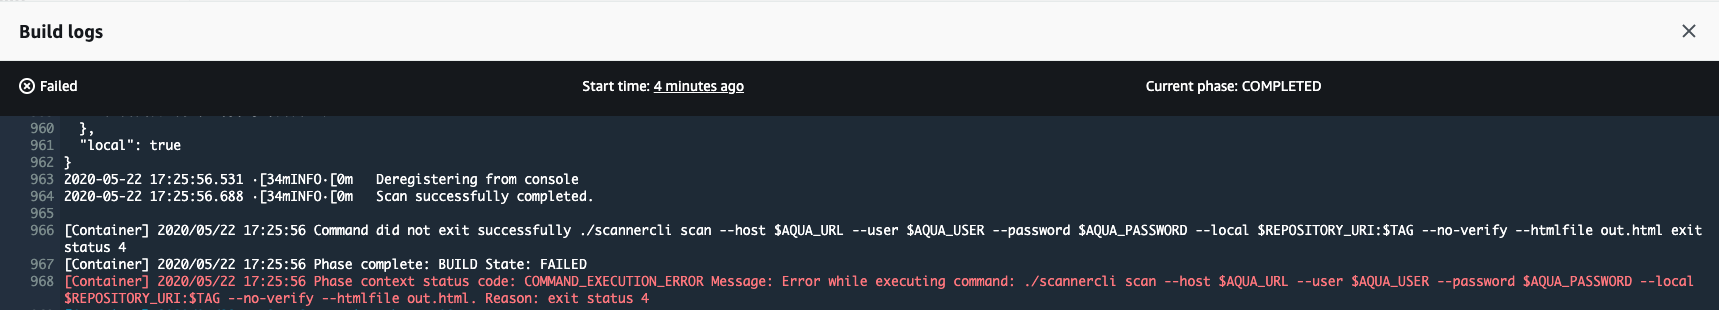 Build logs
Failed
Start time: 4 minutes ago
Current phase: COMPLETED
960 },
961 "local": true
962 }
963 2020-05-22 17:25:56.531 ·[34mINFO·[0m Deregistering from console
964 2020-05-22 17:25:56.688 ·[34mINFO·[0m Scan successfully completed.
965
966 [Container] 2020/05/22 17:25:56 Command did not exit successfully ./scannercli scan --host $AQUA_URL --user $AQUA_USER --password $AQUA_PASSWORD --local $REPOSITORY_URI:$TAG --no-verify --htmlfile out.html exit
status 4
967 [Container] 2020/05/22 17:25:56 Phase complete: BUILD State: FAILED
968 [Container] 2020/05/22 17:25:56 Phase context status code: COMMAND_EXECUTION_ERROR Message: Error while executing command: ./scannercli scan --host $AQUA_URL --user $AQUA_USER --password $AQUA_PASSWORD --local
$REPOSITORY_URI:$TAG --no-verify --htmlfile out.html. Reason: exit status 4